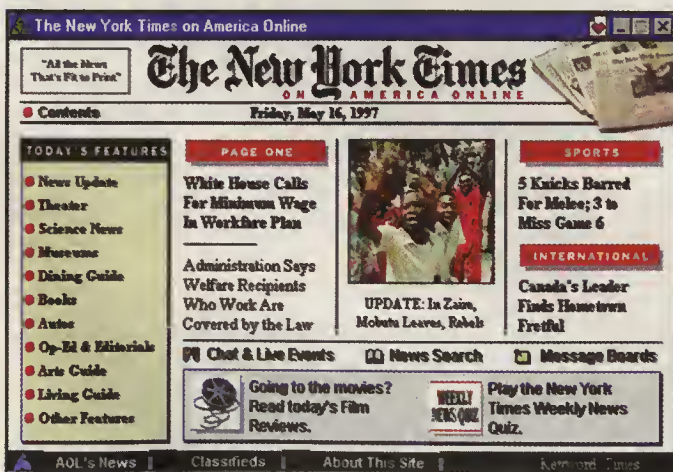 The New York Times on America Online
"All the News
That's Fit to Print"
The New York Times
ON AMERICA ONLINE
Contents
Friday, May 16, 1997
TODAY'S FEATURES
News Update
Theater
Science News
Museums
Dining Guide
Books
Autos
Op-Ed & Editorials
Arts Guide
Living Guide
Other Features
PAGE ONE
White House Calls
For Minimum Wage
In Workfare Plan
Administration Says
Welfare Recipients
Who Work Are
Covered by the Law
UPDATE: In Zaire,
Mobutu Leaves, Rebels
SPORTS
5 Knicks Barred
For Melee; 3 to
Miss Game 6
INTERNATIONAL
Canada's Leader
Finds Hometown
Fretful
Chat & Live Events
News Search
Message Boards
Going to the movies?
Read today's Film
Reviews.
WEEKLY
NEWS QUIZ
Play the New York
Times Weekly News
Quiz.
AOL's News
Classifieds
About This Site
Keyword: Times